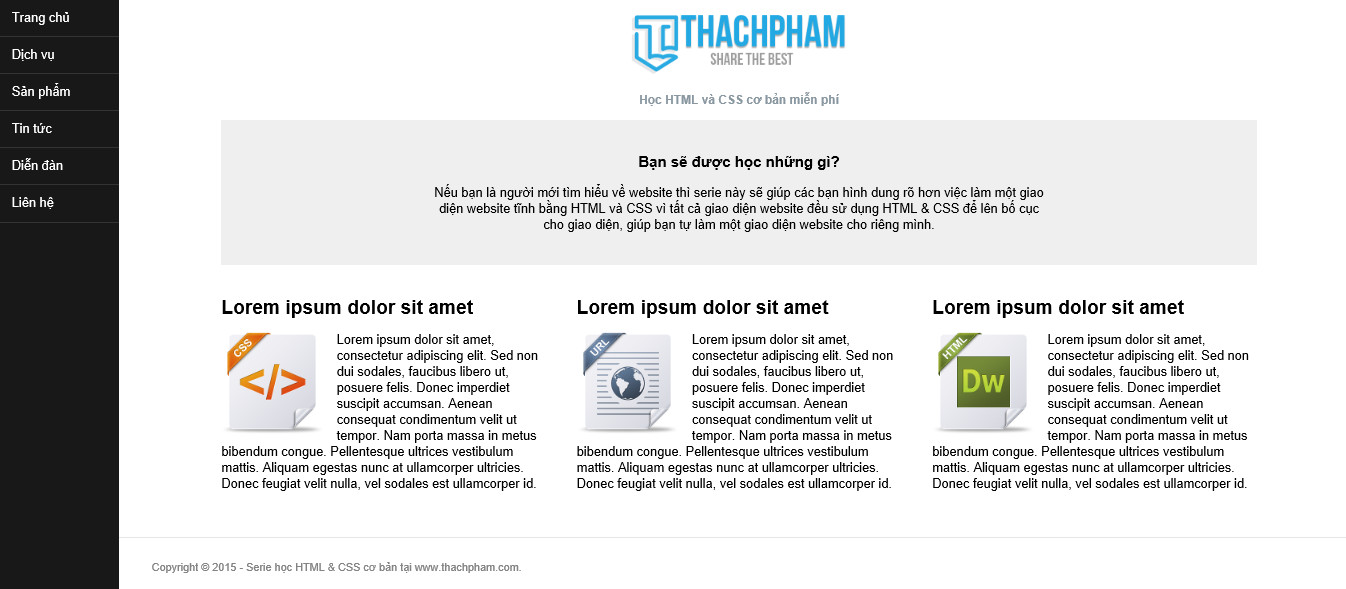 Trang chủ
Dịch vụ
Sản phẩm
Tin tức
Diễn đàn
Liên hệ
THACHPHAM
SHARE THE BEST
Học HTML và CSS cơ bản miễn phí
Bạn sẽ được học những gì?
Nếu bạn là người mới tìm hiểu về website thì serie này sẽ giúp các bạn hình dung rõ hơn việc làm một giao
diện website tĩnh bằng HTML và CSS vì tất cả giao diện website đều sử dụng HTML & CSS để lên bố cục
cho giao diện, giúp bạn tự làm một giao diện website cho riêng mình.
Lorem ipsum dolor sit amet
CSS
</>
Lorem ipsum dolor sit amet,
consectetur adipiscing elit. Sed non
dui sodales, faucibus libero ut,
posuere felis. Donec imperdiet
suscipit accumsan. Aenean
consequat condimentum velit ut
tempor. Nam porta massa in metus
bibendum congue. Pellentesque ultrices vestibulum
mattis. Aliquam egestas nunc at ullamcorper ultricies.
Donec feugiat velit nulla, vel sodales est ullamcorper id.
Lorem ipsum dolor sit amet
URL
Lorem ipsum dolor sit amet,
consectetur adipiscing elit. Sed non
dui sodales, faucibus libero ut,
posuere felis. Donec imperdiet
suscipit accumsan. Aenean
consequat condimentum velit ut
tempor. Nam porta massa in metus
bibendum congue. Pellentesque ultrices vestibulum
mattis. Aliquam egestas nunc at ullamcorper ultricies.
Donec feugiat velit nulla, vel sodales est ullamcorper id.
Lorem ipsum dolor sit amet
HTML
Dw
Lorem ipsum dolor sit amet,
consectetur adipiscing elit. Sed non
dui sodales, faucibus libero ut,
posuere felis. Donec imperdiet
suscipit accumsan. Aenean
consequat condimentum velit ut
tempor. Nam porta massa in metus
bibendum congue. Pellentesque ultrices vestibulum
mattis. Aliquam egestas nunc at ullamcorper ultricies.
Donec feugiat velit nulla, vel sodales est ullamcorper id.
Copyright © 2015 - Serie học HTML & CSS cơ bản tại www.thachpham.com.